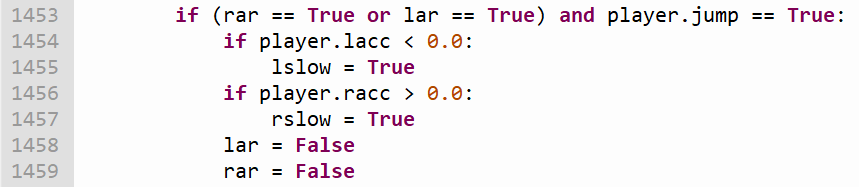 1453 if (rar == True or lar == True) and player.jump == True:
1454 if player.lacc < 0.0:
1455 lslow = True
1456 if player.racc > 0.0:
1457 rslow = True
1458 lar = False
1459 rar = False